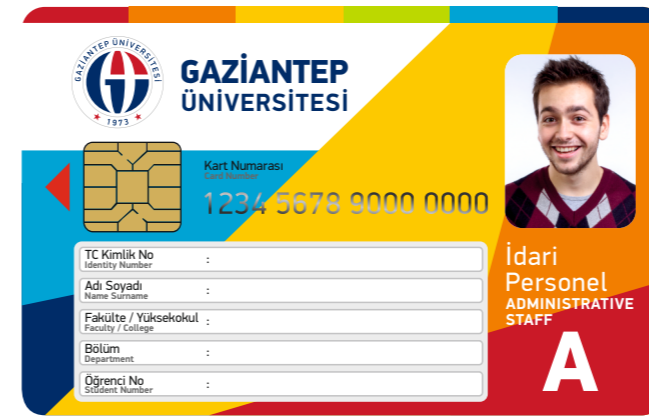 GAZİANTEP ÜNİVERSİTESİ
1973
GAZİANTEP
ÜNİVERSİTESİ
Kart Numarası
Card Number
1234 5678 9000 0000
TC Kimlik No :
Identity Number
Adı Soyadı :
Name Surname
Fakülte / Yüksekokul :
Faculty / College
Bölüm :
Department
Öğrenci No :
Student Number
İdari
Personel
ADMINISTRATIVE
STAFF
A